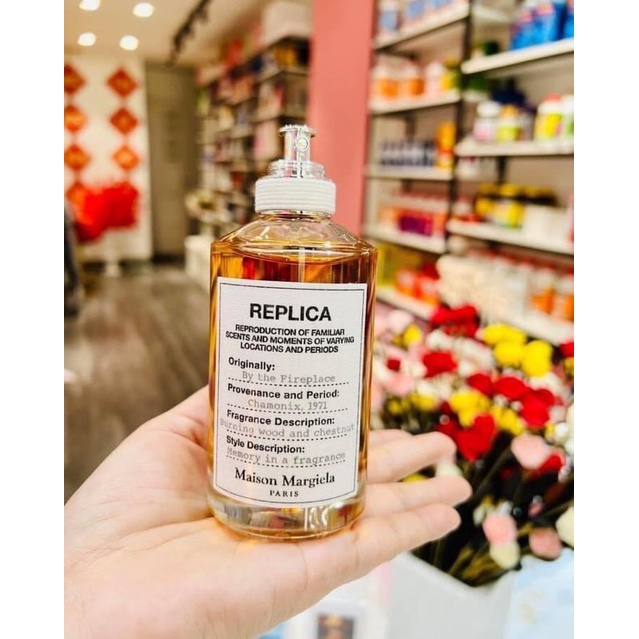 REPLICA
REPRODUCTION OF FAMILIAR
SCENTS AND MOMENTS OF VARYING
LOCATIONS AND PERIODS
Originally:
By the Fireplace
Provenance and Period:
Chamonix, 1971
Fragrance Description:
Burning wood and chestnut
Style Description:
Memory in a fragrance
Maison Margiela
PARIS